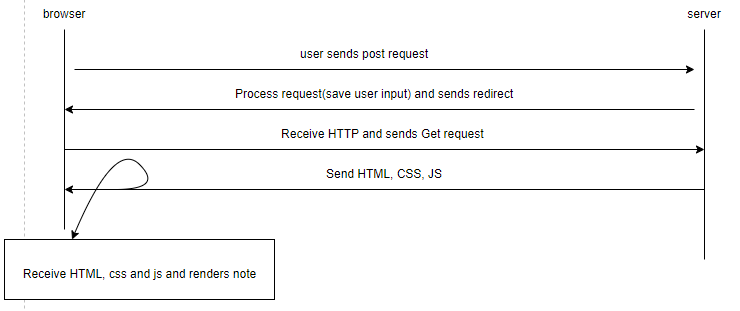 browser
server
user sends post request
Process request(save user input) and sends redirect
Receive HTTP and sends Get request
Send HTML, CSS, JS
Receive HTML, css and js and renders note